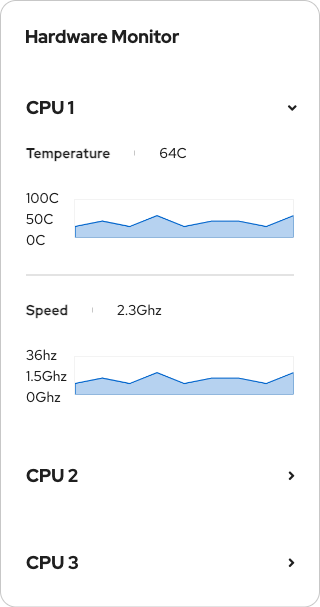 Hardware Monitor
CPU 1
Temperature 64C
100C
50C
0C
Speed 2.3Ghz
36hz
1.5Ghz
0Ghz
CPU 2
CPU 3